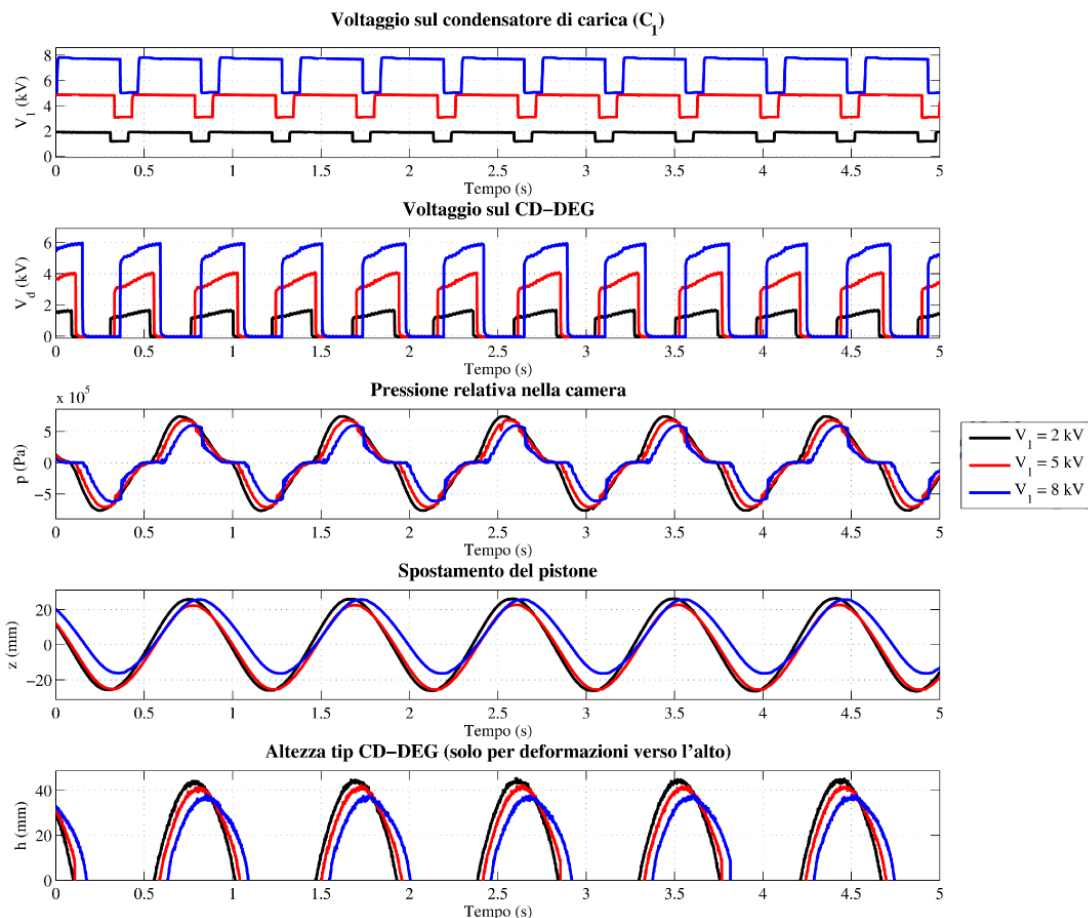 Voltaggio sul condensatore di carica (C1)
8
6
4
2
0
V1 (kV)
0 0.5 1 1.5 2 2.5 3 3.5 4 4.5 5
Tempo (s)
Voltaggio sul CD−DEG
6
4
2
0
Vd (kV)
0 0.5 1 1.5 2 2.5 3 3.5 4 4.5 5
Tempo (s)
Pressione relativa nella camera
x 10^5
5
0
−5
p (Pa)
0 0.5 1 1.5 2 2.5 3 3.5 4 4.5 5
Tempo (s)
V1 = 2 kV
V1 = 5 kV
V1 = 8 kV
Spostamento del pistone
20
0
−20
z (mm)
0 0.5 1 1.5 2 2.5 3 3.5 4 4.5 5
Tempo (s)
Altezza tip CD−DEG (solo per deformazioni verso l'alto)
40
20
0
h (mm)
0 0.5 1 1.5 2 2.5 3 3.5 4 4.5 5
Tempo (s)